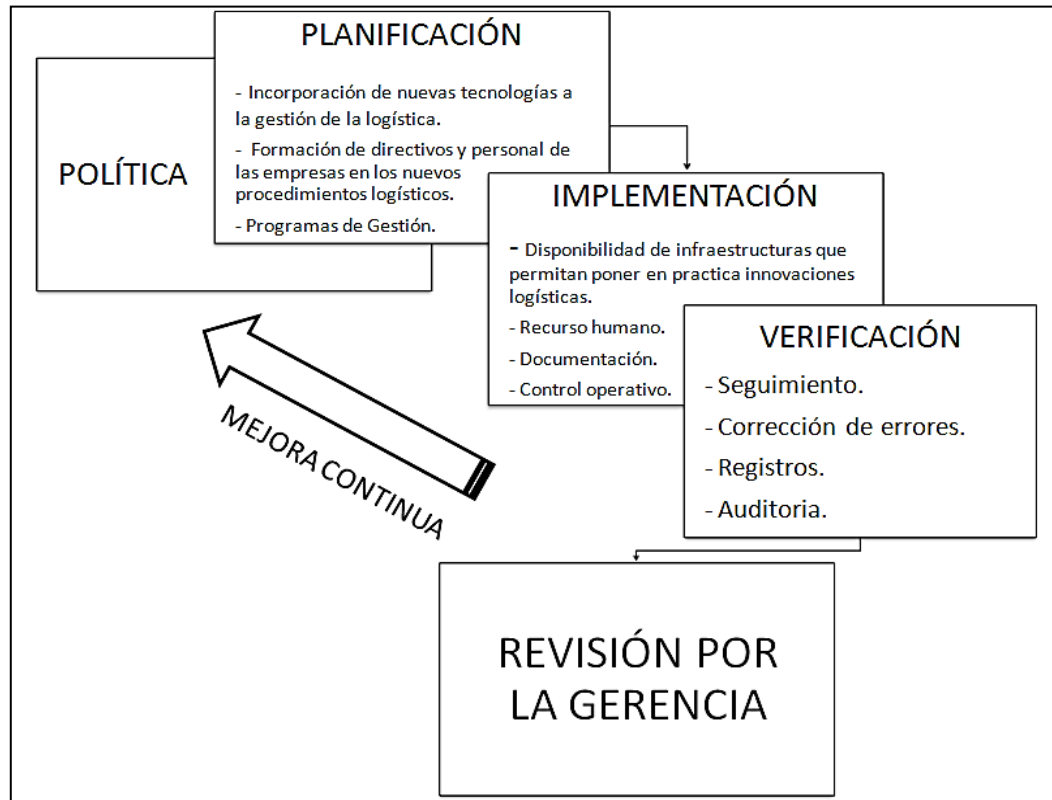 POLÍTICA
PLANIFICACIÓN
- Incorporación de nuevas tecnologías a
la gestión de la logística.
- Formación de directivos y personal de
las empresas en los nuevos
procedimientos logísticos.
- Programas de Gestión.
IMPLEMENTACIÓN
- Disponibilidad de infraestructuras que
permitan poner en practica innovaciones
logísticas.
- Recurso humano.
- Documentación.
- Control operativo.
VERIFICACIÓN
- Seguimiento.
- Corrección de errores.
- Registros.
- Auditoria.
REVISIÓN POR
LA GERENCIA
MEJORA CONTINUA